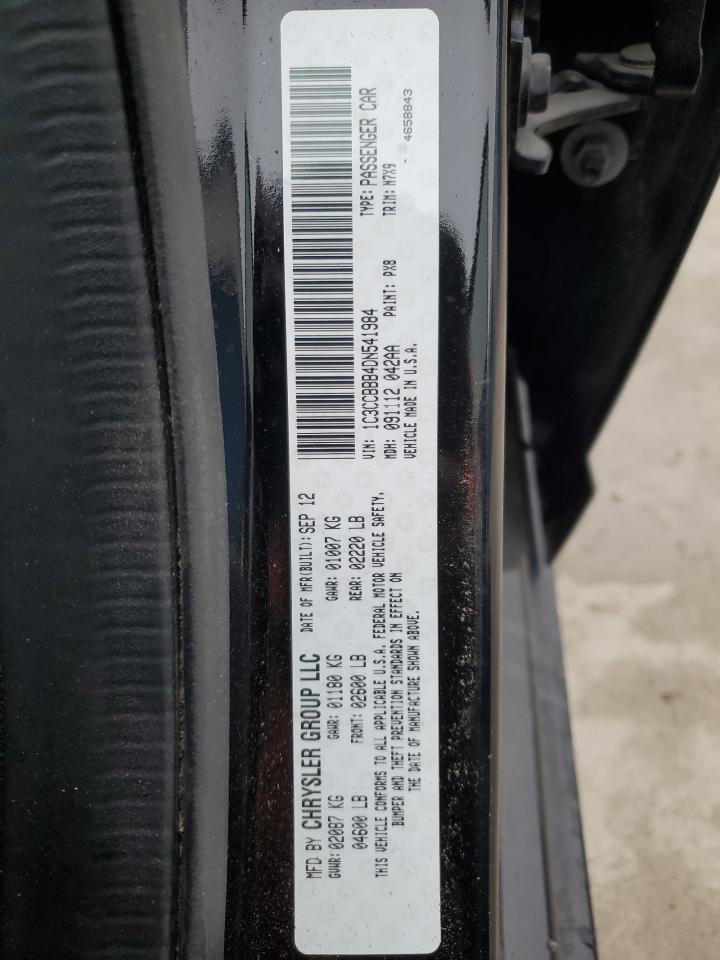 MFD BY CHRYSLER GROUP LLC DATE OF MFR(BUILT): SEP 12
GVWR: 02087 KG GAWR: 01180 KG GAWR: 01007 KG
04600 LB FRONT: 02600 LB REAR: 02220 LB
THIS VEHICLE CONFORMS TO ALL APPLICABLE U.S.A. FEDERAL MOTOR VEHICLE SAFETY,
BUMPER AND THEFT PREVENTION STANDARDS IN EFFECT ON
THE DATE OF MANUFACTURE SHOWN ABOVE.
VIN: 1C3CCBBB4DN541984 TYPE: PASSENGER CAR
MDH: 091112 042AA PAINT: PX8 TRIM: M7X9
VEHICLE MADE IN U.S.A. - 4658843